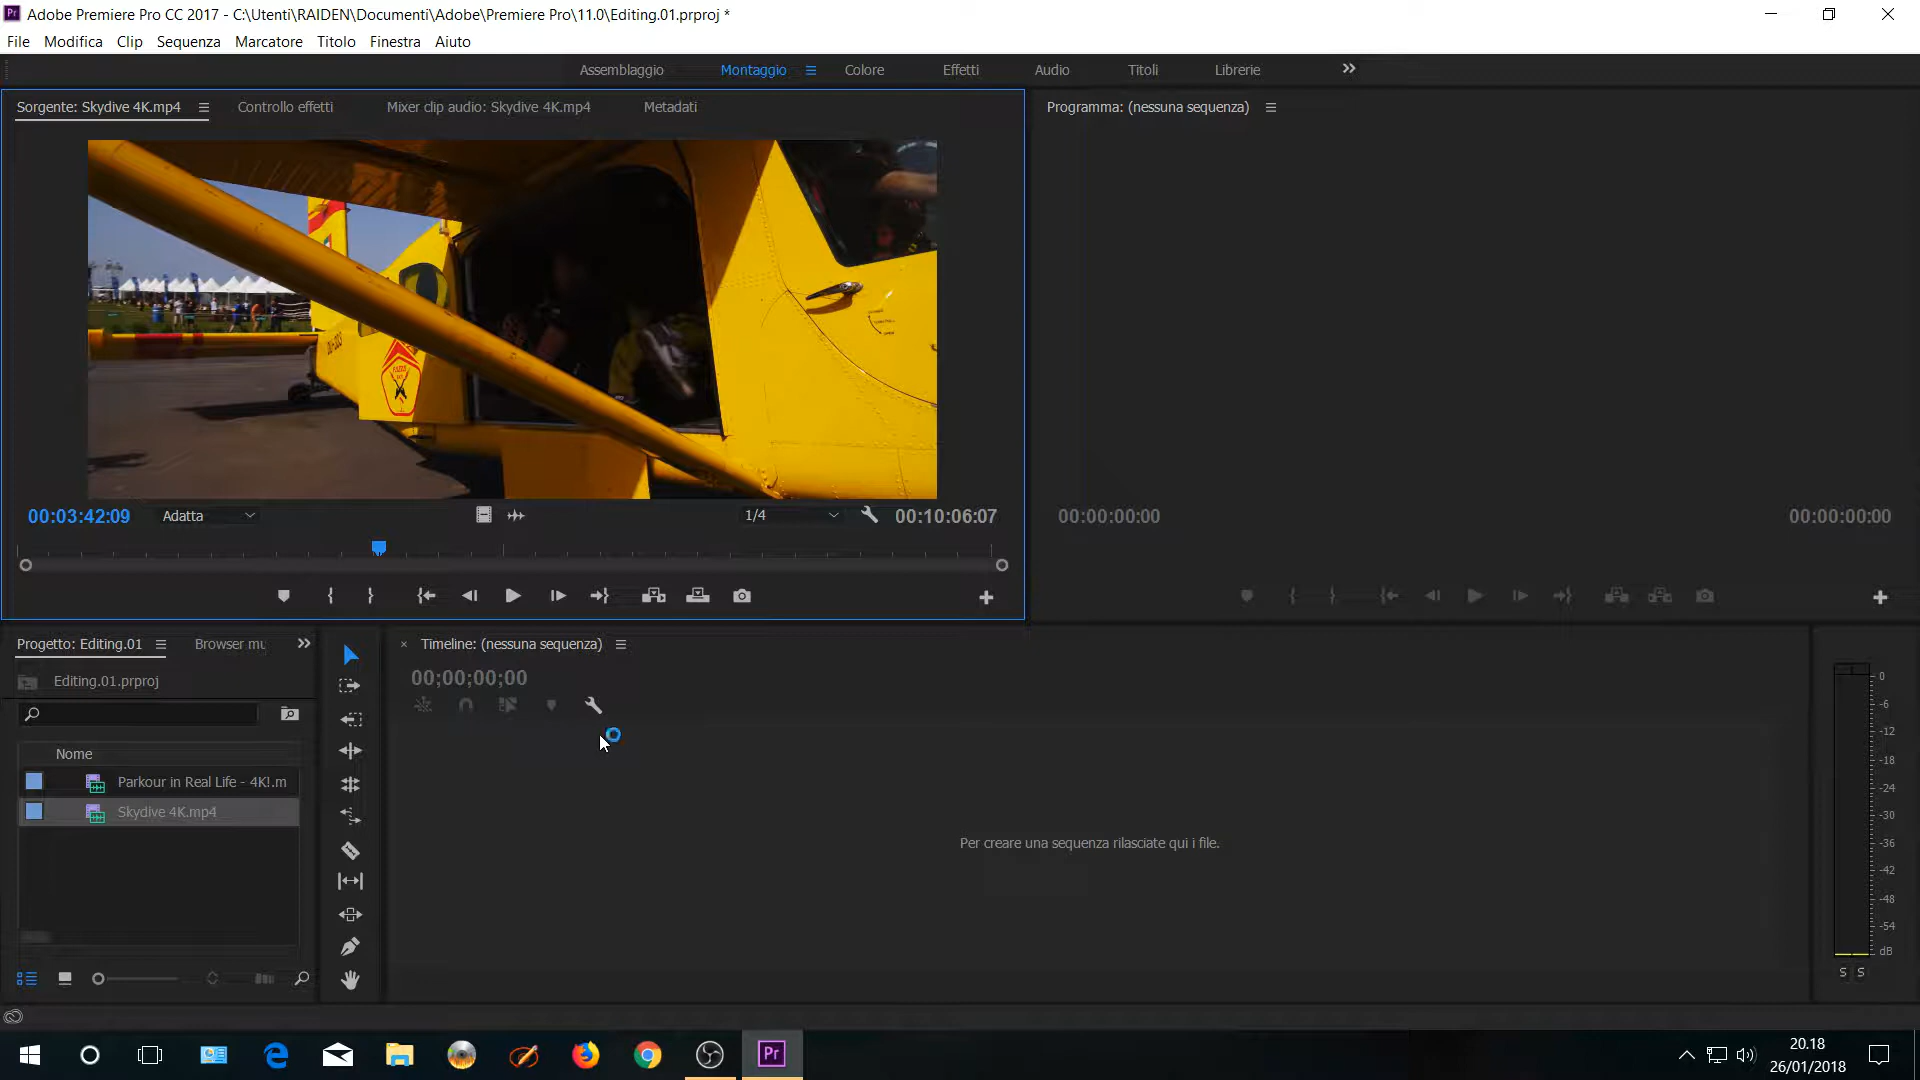 Adobe Premiere Pro CC 2017 - C:\Utenti\RAIDEN\Documenti\Adobe\Premiere Pro\11.0\Editing.01.prproj *
File Modifica Clip Sequenza Marcatore Titolo Finestra Aiuto
Assemblaggio Montaggio Colore Effetti Audio Titoli Librerie
Sorgente: Skydive 4K.mp4 Controllo effetti Mixer clip audio: Skydive 4K.mp4 Metadati
Programma: (nessuna sequenza)
00:03:42:09 Adatta 1/4 00:10:06:07
00:00:00:00 00:00:00:00
Progetto: Editing.01 Browser mu
Timeline: (nessuna sequenza)
Editing.01.prproj
00;00;00;00
Nome
Parkour in Real Life - 4K!.m
Skydive 4K.mp4
Per creare una sequenza rilasciate qui i file.
0
-6
-12
-18
-24
-30
-36
-42
-48
-54
dB
S S
Pr
20.18
26/01/2018